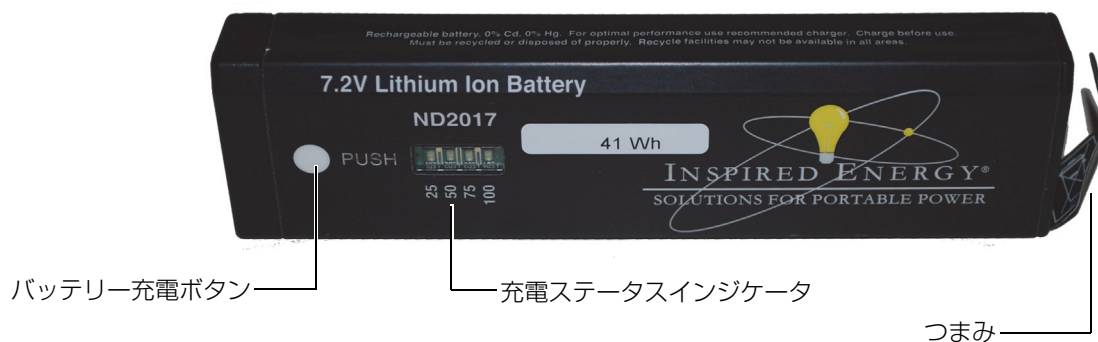 Rechargeable battery. 0% Cd, 0% Hg. For optimal performance use recommended charger. Charge before use.
Must be recycled or disposed of properly. Recycle facilities may not be available in all areas.
7.2V Lithium Ion Battery
ND2017
41 Wh
PUSH
25 50 75 100
INSPIRED ENERGY®
SOLUTIONS FOR PORTABLE POWER
バッテリー充電ボタン
充電ステータスインジケータ
つまみ